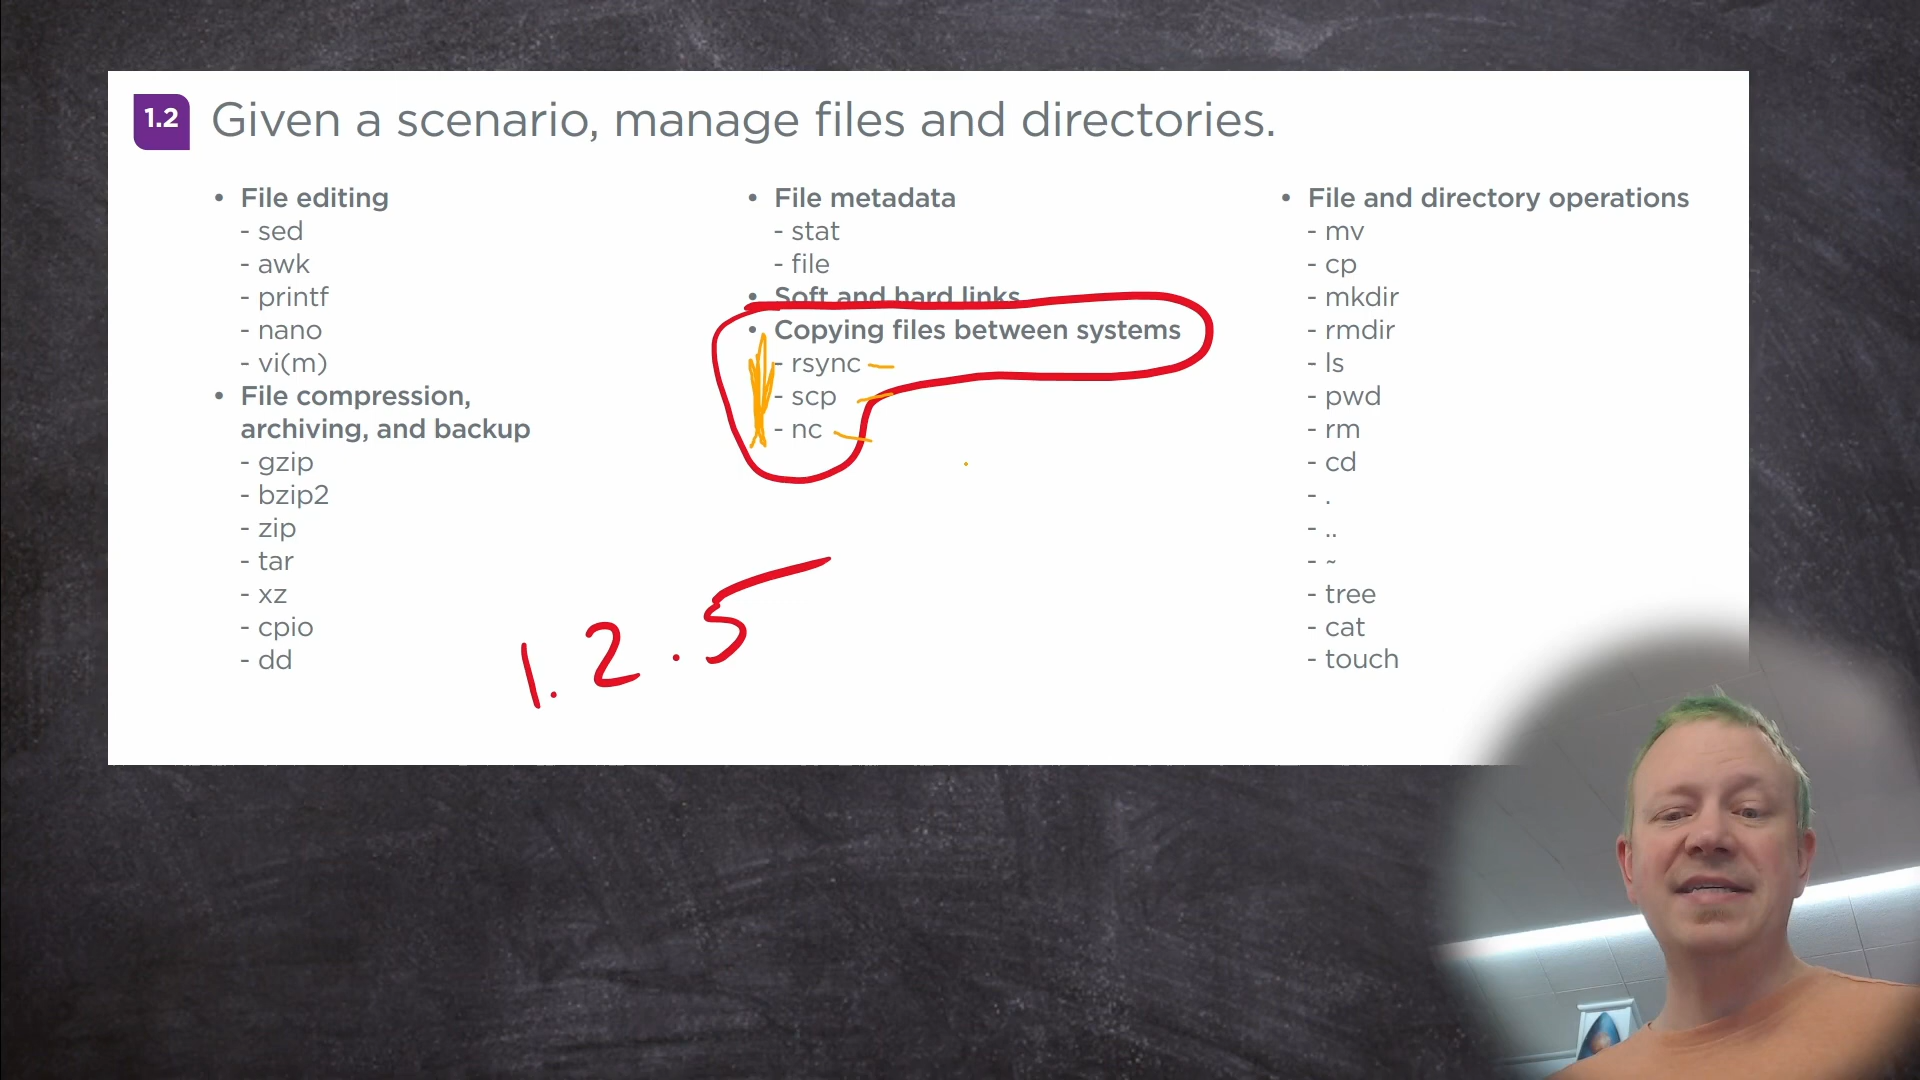 1.2 Given a scenario, manage files and directories.
• File editing
- sed
- awk
- printf
- nano
- vi(m)
• File compression,
archiving, and backup
- gzip
- bzip2
- zip
- tar
- xz
- cpio
- dd
• File metadata
- stat
- file
• Soft and hard links
• Copying files between systems
- rsync
- scp
- nc
• File and directory operations
- mv
- cp
- mkdir
- rmdir
- ls
- pwd
- rm
- cd
- .
- ..
- ~
- tree
- cat
- touch
1.2.5